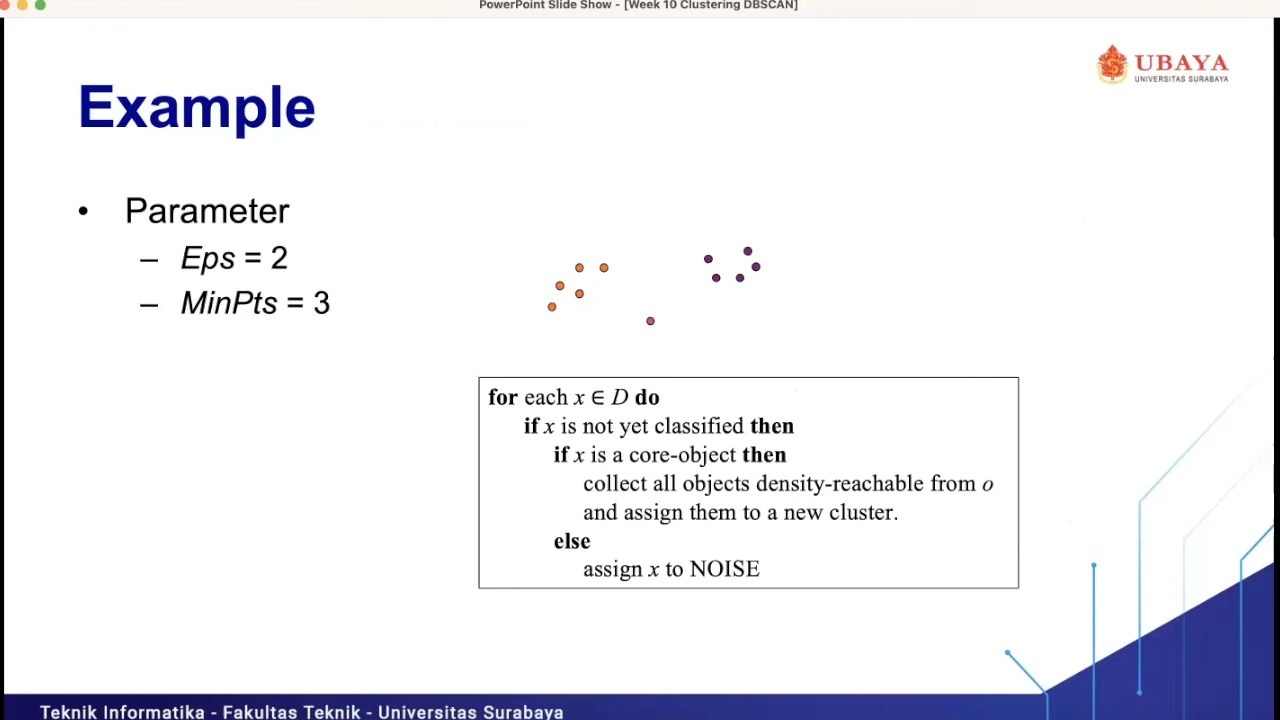 PowerPoint Slide Show - [Week 10 Clustering DBSCAN]
UBAYA
UNIVERSITAS SURABAYA
Example
• Parameter
– Eps = 2
– MinPts = 3
for each x ∈ D do
if x is not yet classified then
if x is a core-object then
collect all objects density-reachable from o
and assign them to a new cluster.
else
assign x to NOISE
Teknik Informatika - Fakultas Teknik - Universitas Surabaya